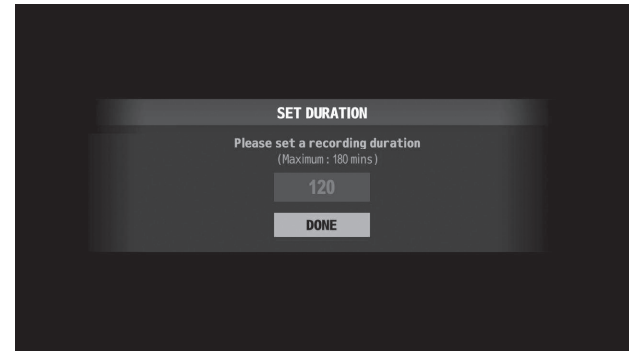 SET DURATION
Please set a recording duration
(Maximum : 180 mins)
120
DONE